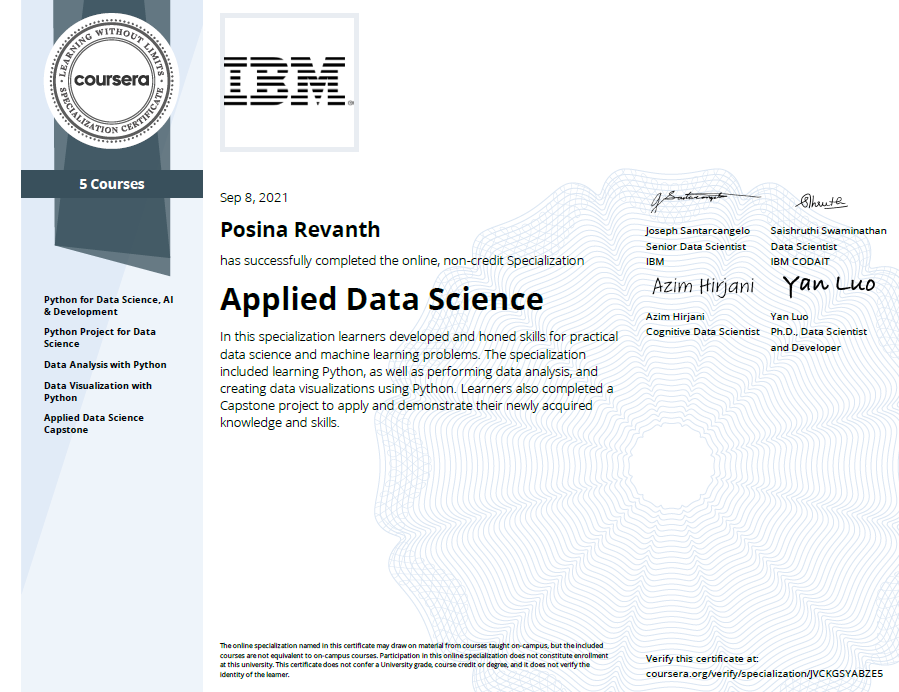 LEARNING WITHOUT LIMITS
coursera
SPECIALIZATION CERTIFICATE
5 Courses
Python for Data Science, AI
& Development
Python Project for Data
Science
Data Analysis with Python
Data Visualization with
Python
Applied Data Science
Capstone
IBM®
Sep 8, 2021
Posina Revanth
has successfully completed the online, non-credit Specialization
Applied Data Science
In this specialization learners developed and honed skills for practical
data science and machine learning problems. The specialization
included learning Python, as well as performing data analysis, and
creating data visualizations using Python. Learners also completed a
Capstone project to apply and demonstrate their newly acquired
knowledge and skills.
Joseph Santarcangelo
Senior Data Scientist
IBM
Saishruthi Swaminathan
Data Scientist
IBM CODAIT
Azim Hirjani
Azim Hirjani
Cognitive Data Scientist
Yan Luo
Yan Luo
Ph.D., Data Scientist
and Developer
The online specialization named in this certificate may draw on material from courses taught on-campus, but the included
courses are not equivalent to on-campus courses. Participation in this online specialization does not constitute enrollment
at this university. This certificate does not confer a University grade, course credit or degree, and it does not verify the
identity of the learner.
Verify this certificate at:
coursera.org/verify/specialization/JVCKGSYABZE5